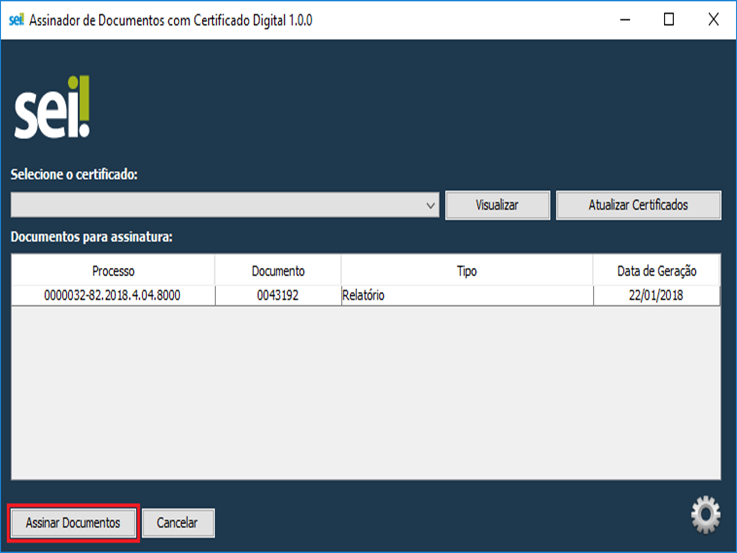 sei! Assinador de Documentos com Certificado Digital 1.0.0
sei!
Selecione o certificado:
Visualizar Atualizar Certificados
Documentos para assinatura:
Processo Documento Tipo Data de Geração
0000032-82.2018.4.04.8000 0043192 Relatório 22/01/2018
Assinar Documentos Cancelar